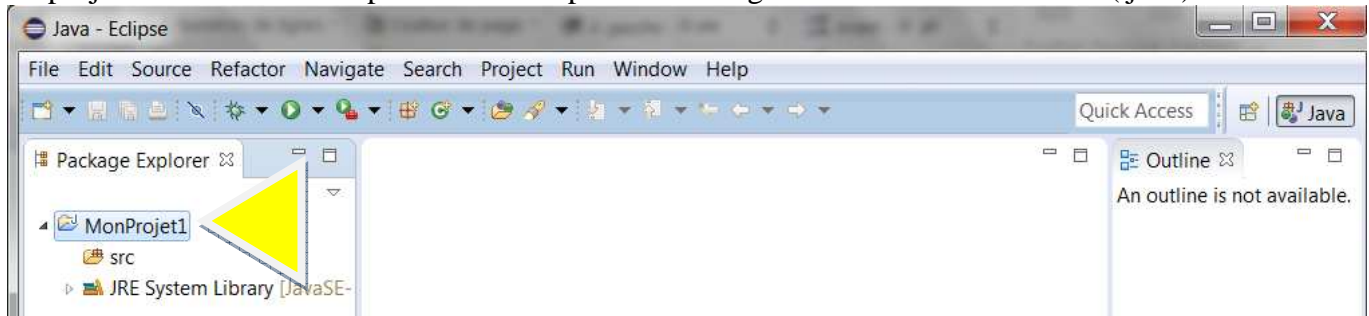 Java - Eclipse
File Edit Source Refactor Navigate Search Project Run Window Help
Quick Access Java
Package Explorer
Outline
An outline is not available.
MonProjet1
src
JRE System Library [JavaSE-